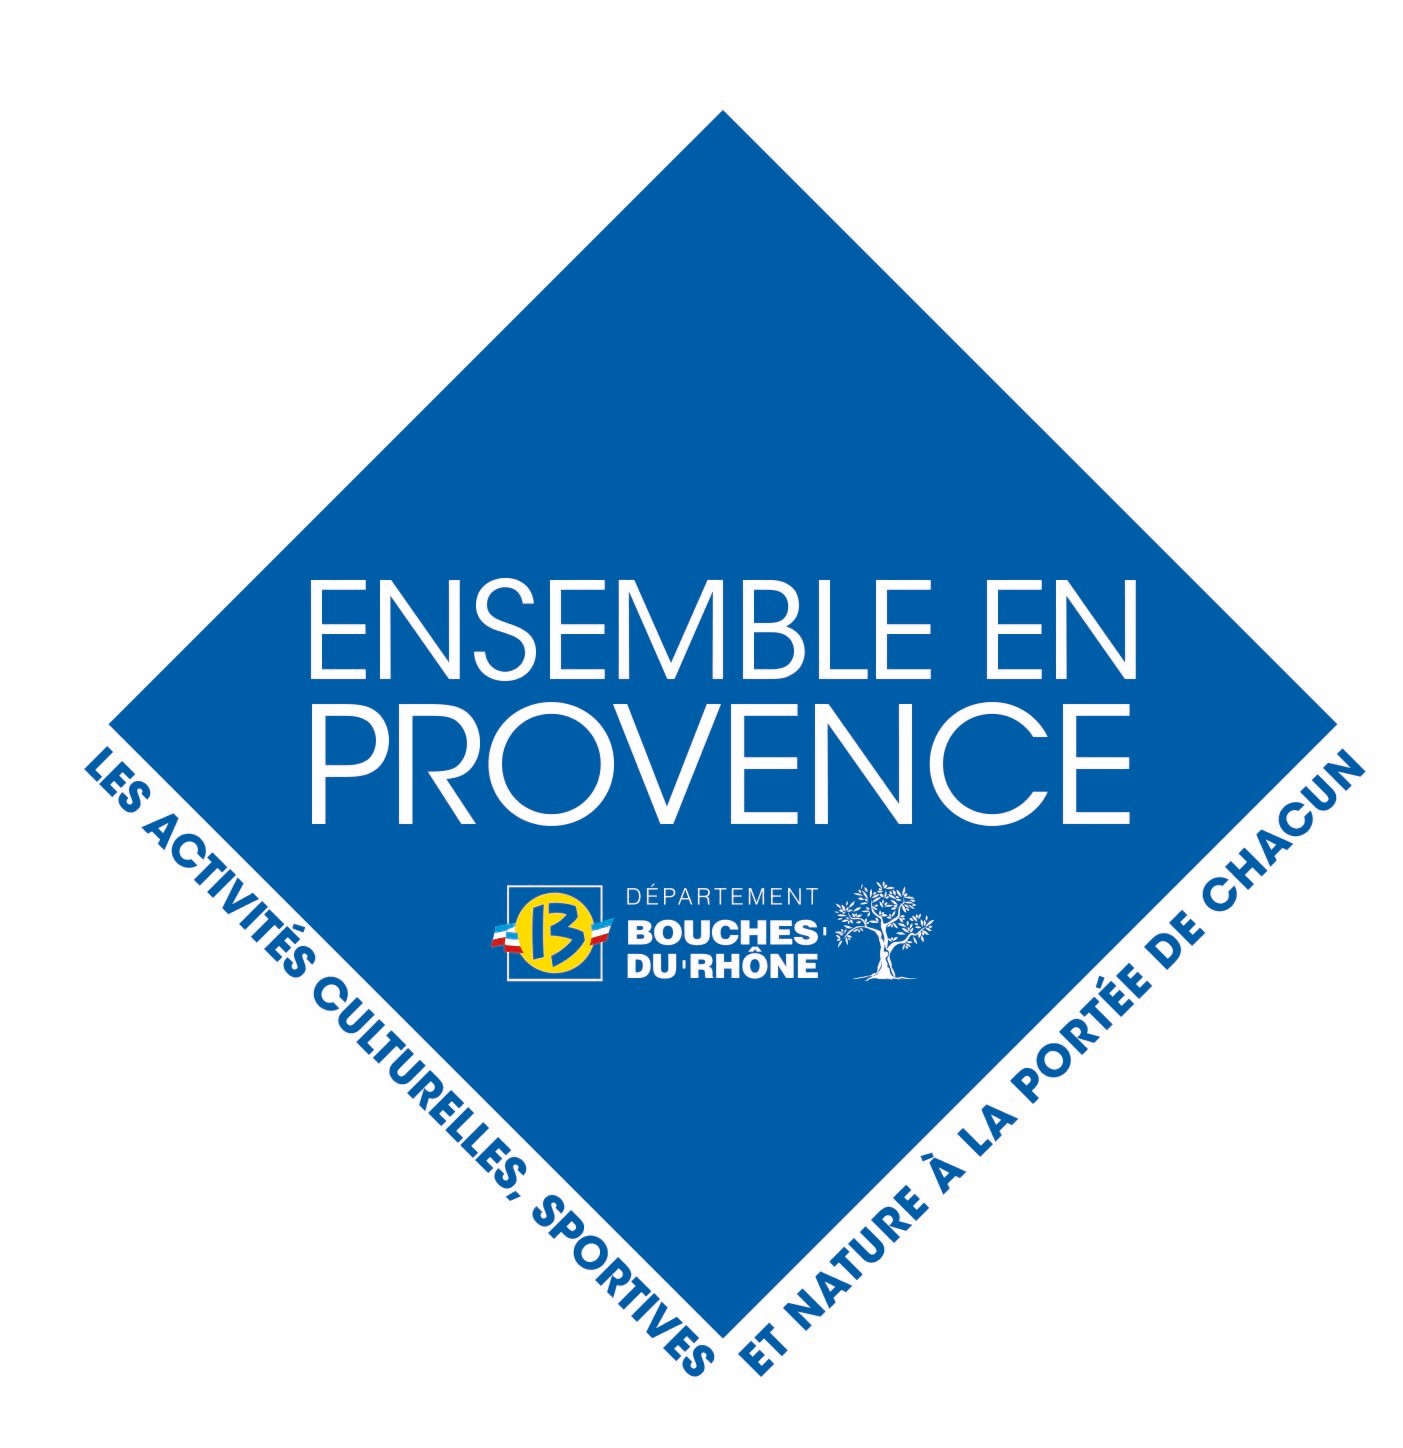 ENSEMBLE EN
PROVENCE
13
DÉPARTEMENT
BOUCHES'
DU'RHÔNE
LES ACTIVITÉS CULTURELLES, SPORTIVES
ET NATURE À LA PORTÉE DE CHACUN